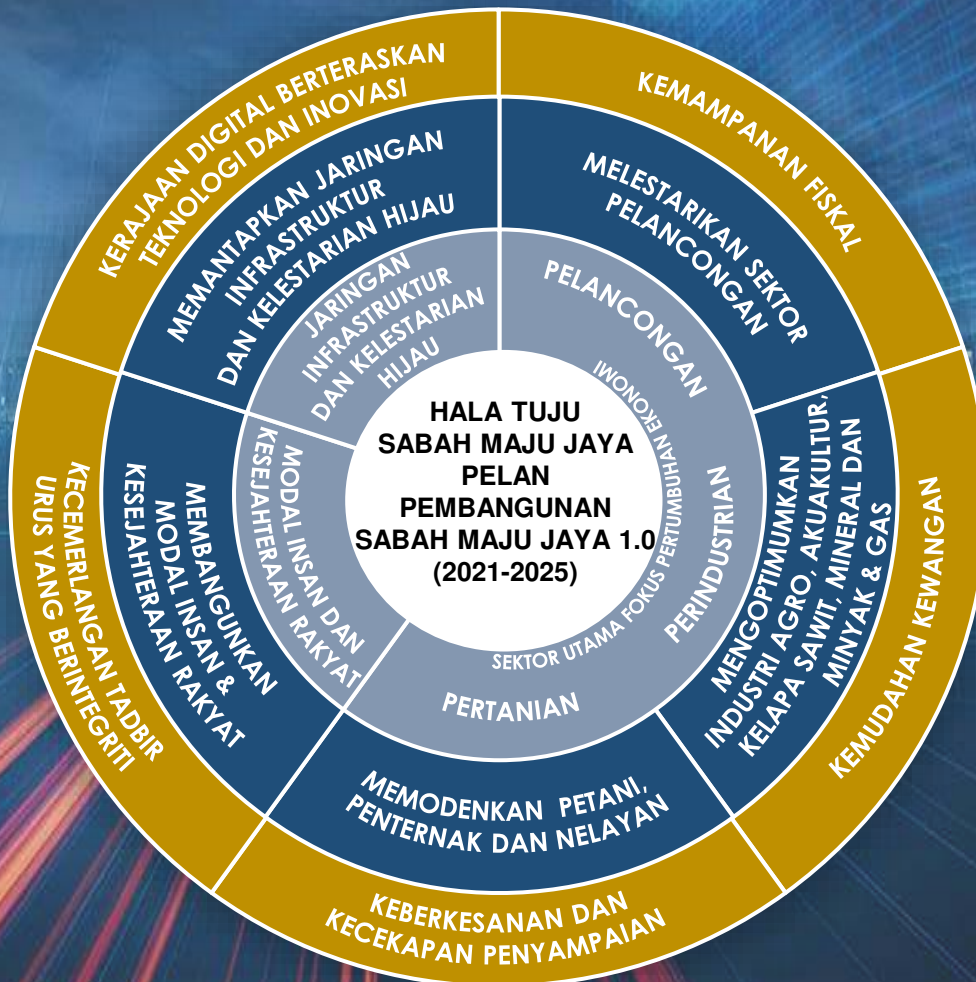 HALA TUJU
SABAH MAJU JAYA
PELAN
PEMBANGUNAN
SABAH MAJU JAYA 1.0
(2021-2025)
SEKTOR UTAMA FOKUS PERTUMBUHAN EKONOMI
PELANCONGAN
PERINDUSTRIAN
PERTANIAN
MODAL INSAN DAN
KESEJAHTERAAN RAKYAT
JARINGAN
INFRASTRUKTUR
DAN KELESTARIAN
HIJAU
MELESTARIKAN SEKTOR
PELANCONGAN
MENGOPTIMUMKAN
INDUSTRI AGRO, AKUAKULTUR,
KELAPA SAWIT, MINERAL DAN
MINYAK & GAS
MEMODENKAN PETANI,
PENTERNAK DAN NELAYAN
MEMBANGUNKAN
MODAL INSAN &
KESEJAHTERAAN RAKYAT
MEMANTAPKAN JARINGAN
INFRASTRUKTUR
DAN KELESTARIAN HIJAU
KEMAMPANAN FISKAL
KEMUDAHAN KEWANGAN
KEBERKESANAN DAN
KECEKAPAN PENYAMPAIAN
KECEMERLANGAN TADBIR
URUS YANG BERINTEGRITI
KERAJAAN DIGITAL BERTERASKAN
TEKNOLOGI DAN INOVASI